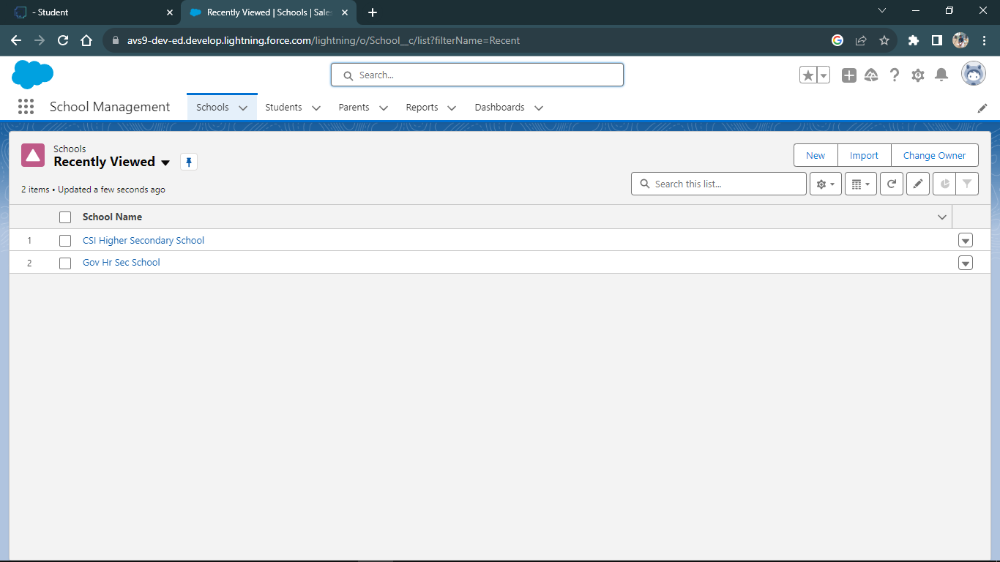 - Student
Recently Viewed | Schools | Sale
avs9-dev-ed.develop.lightning.force.com/lightning/o/School__c/list?filterName=Recent
Search...
School Management
Schools
Students
Parents
Reports
Dashboards
Schools
Recently Viewed
New
Import
Change Owner
2 items • Updated a few seconds ago
Search this list...
School Name
1
CSI Higher Secondary School
2
Gov Hr Sec School